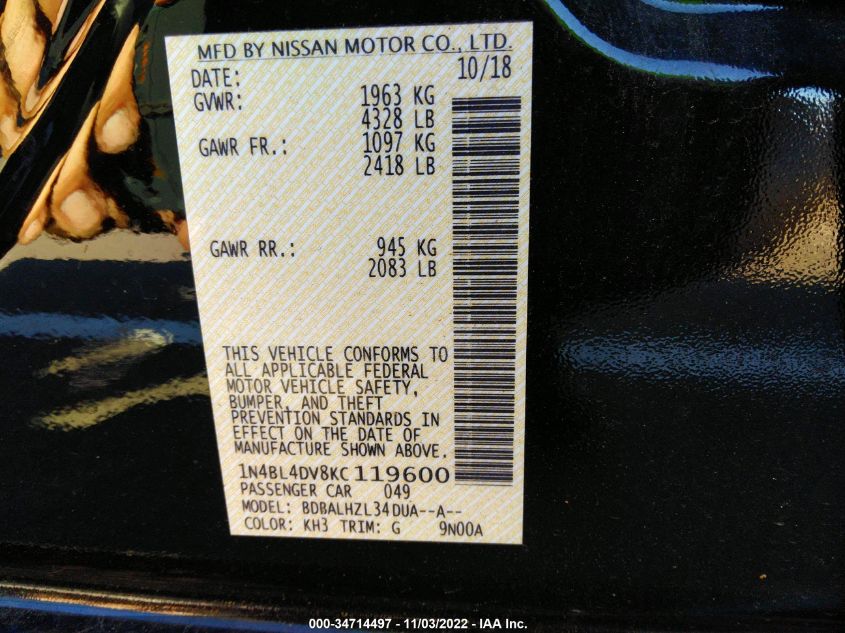 MFD BY NISSAN MOTOR CO., LTD.
DATE: 10/18
GVWR: 1963 KG
4328 LB
GAWR FR.: 1097 KG
2418 LB
GAWR RR.: 945 KG
2083 LB
THIS VEHICLE CONFORMS TO
ALL APPLICABLE FEDERAL
MOTOR VEHICLE SAFETY,
BUMPER, AND THEFT
PREVENTION STANDARDS IN
EFFECT ON THE DATE OF
MANUFACTURE SHOWN ABOVE.
1N4BL4DV8KC119600
PASSENGER CAR 049
MODEL: BDBALHZL34DUA--A--
COLOR: KH3 TRIM: G 9N00A
000-34714497 - 11/03/2022 - IAA Inc.